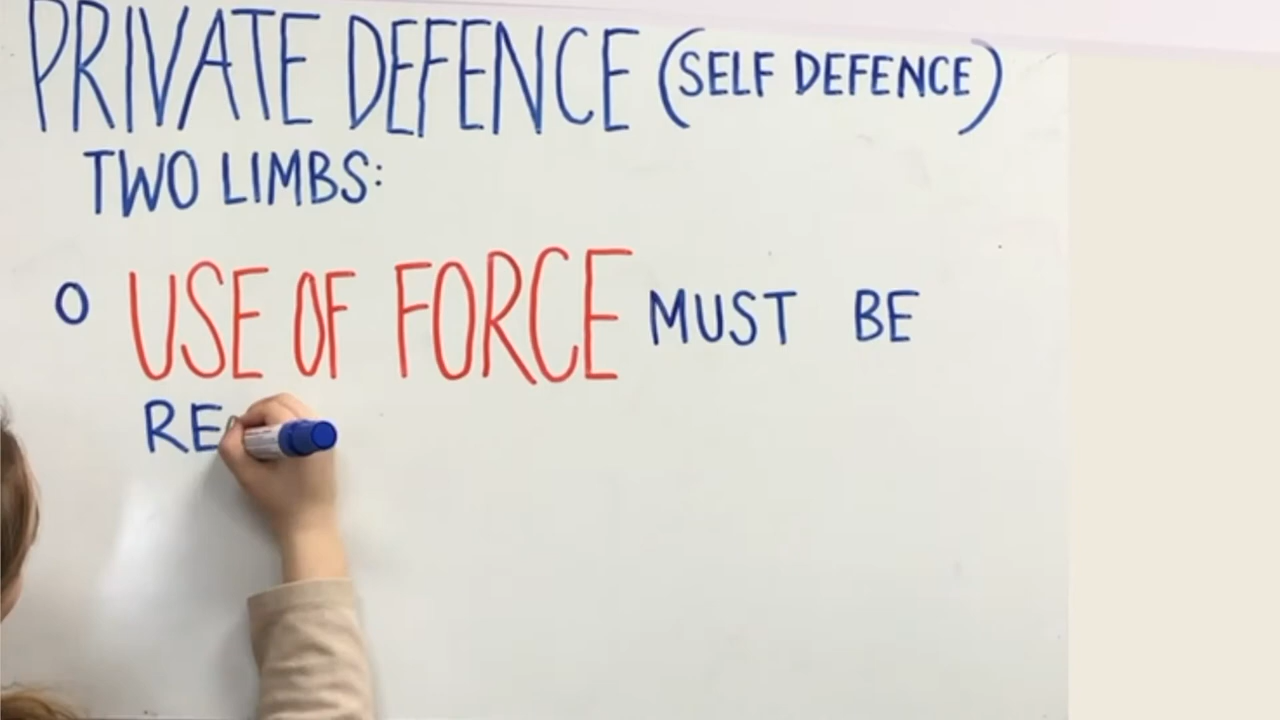 PRIVATE DEFENCE (SELF DEFENCE)
TWO LIMBS:
O USE OF FORCE MUST BE
RE